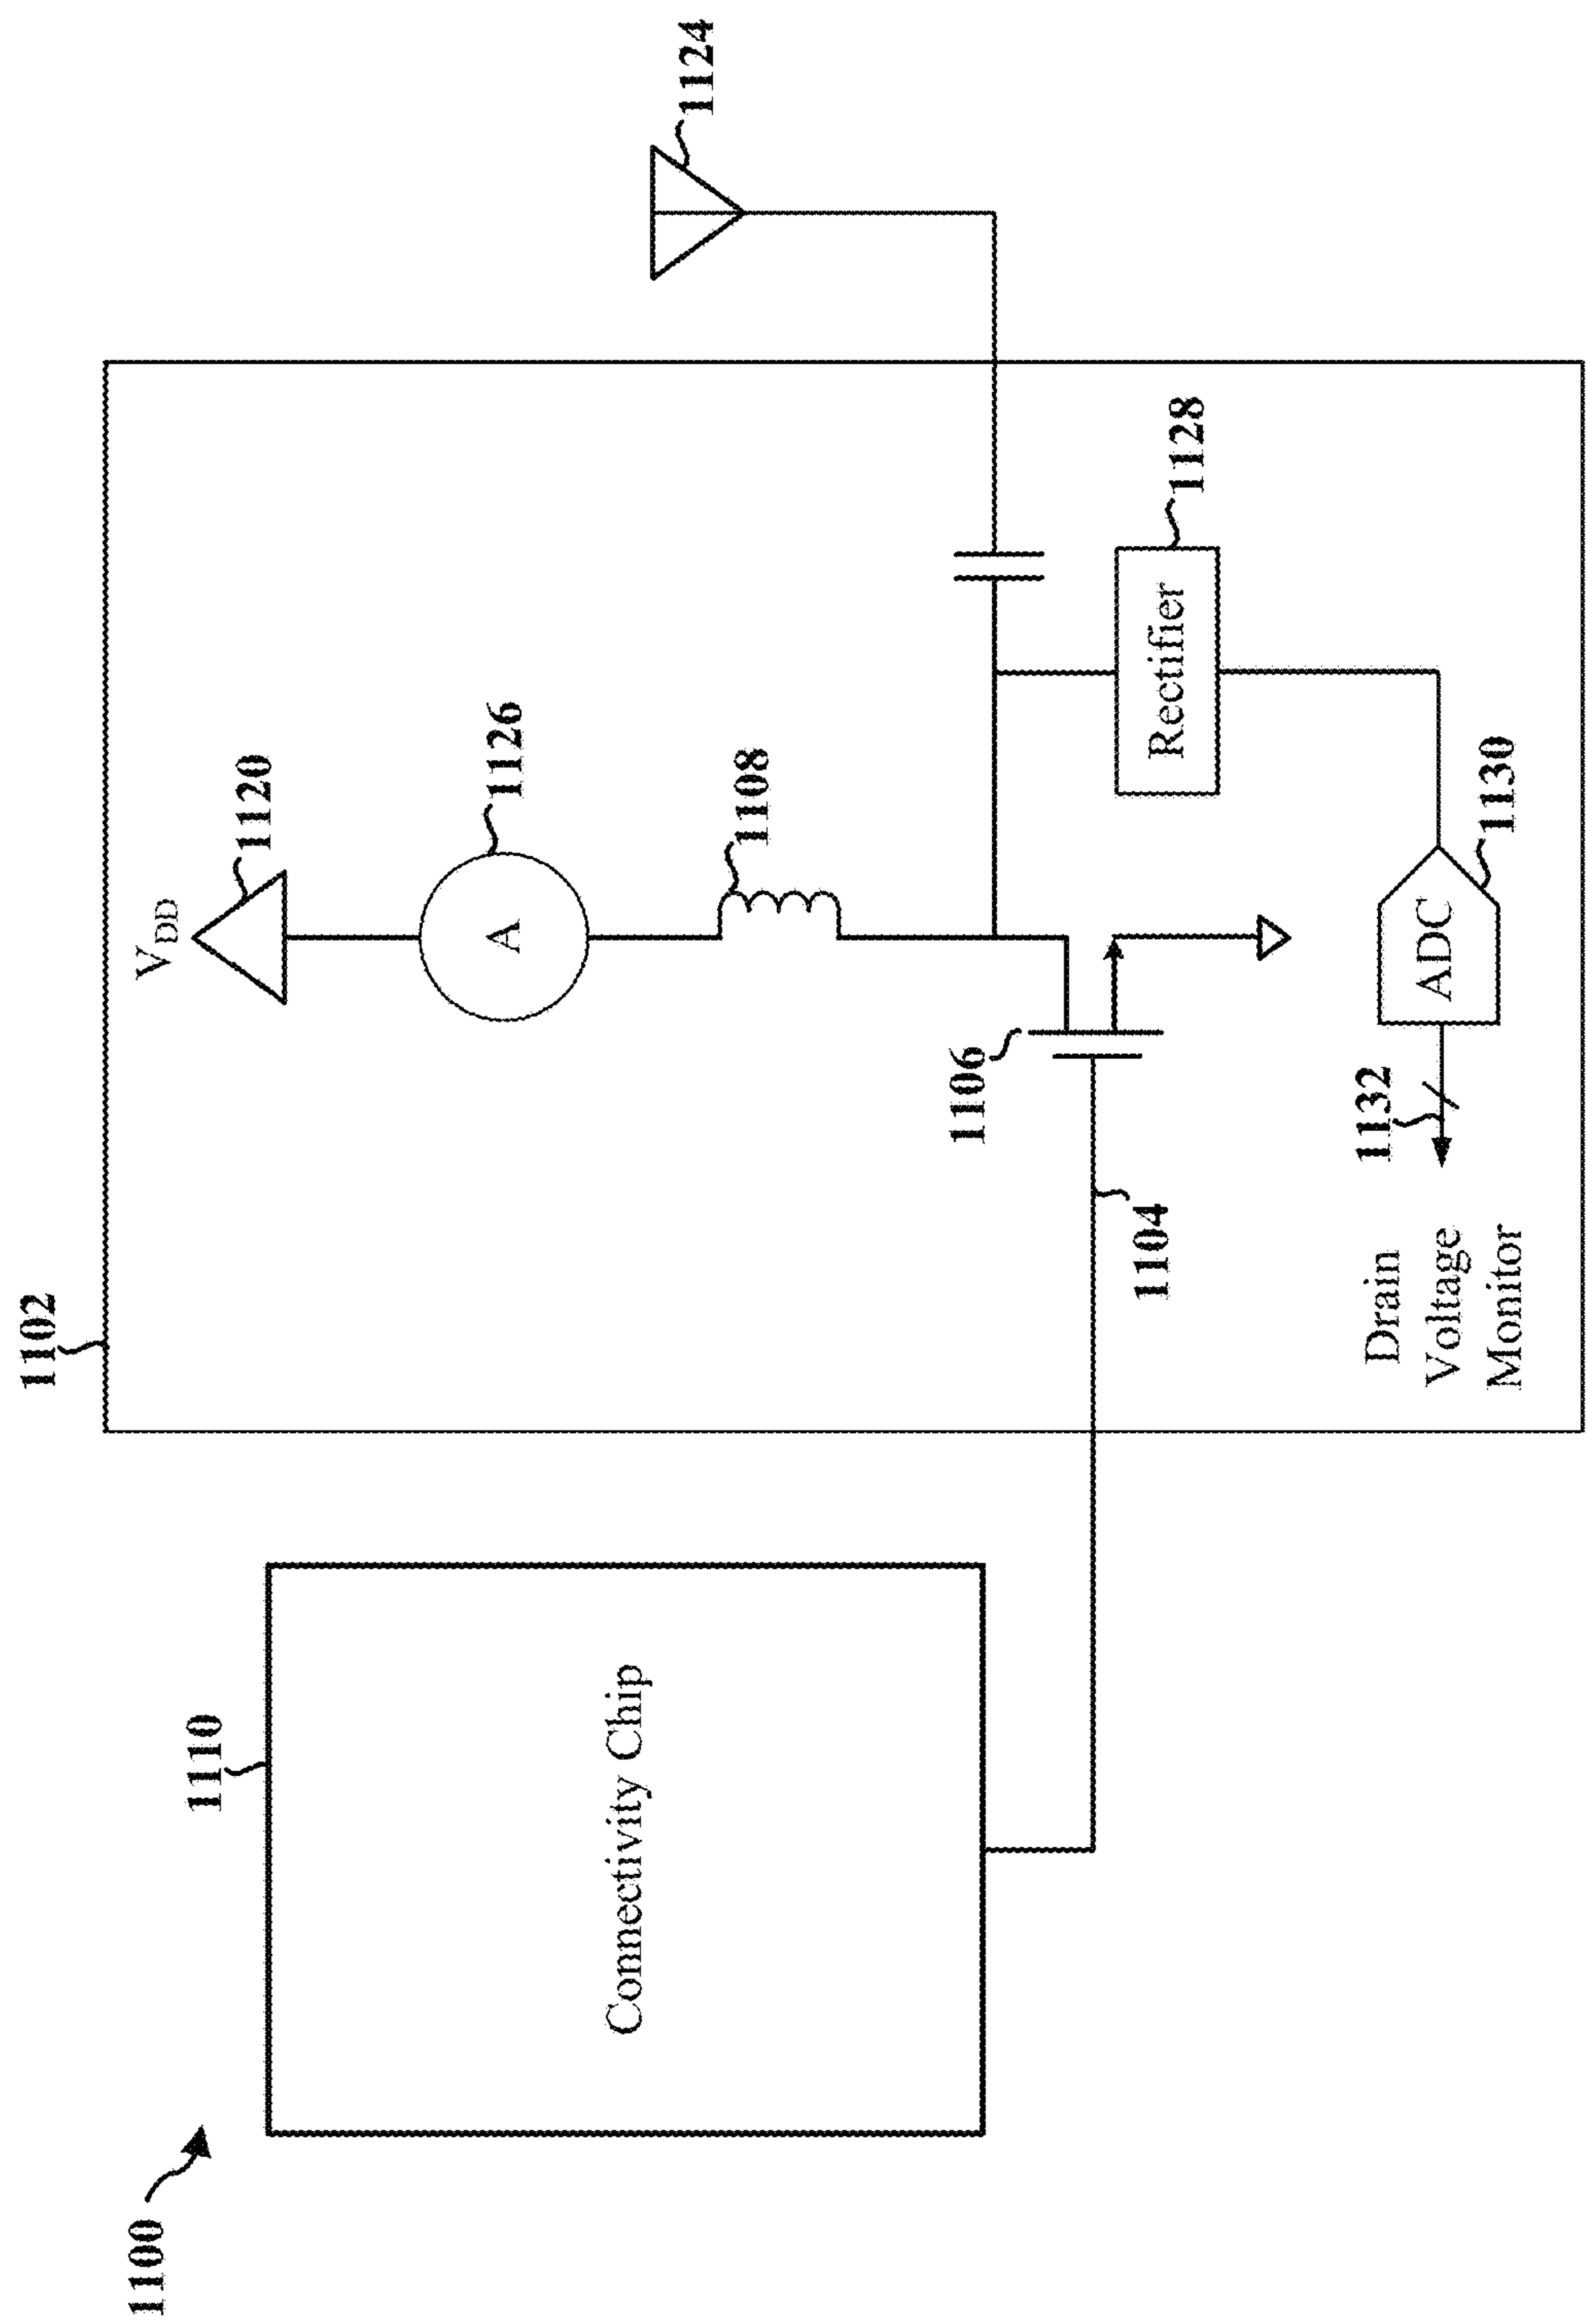 1100
1110
Connectivity Chip
1102
V_DD
1120
A
1126
1108
1106
1104
1124
Rectifier
1128
ADC
1130
1132
Drain
Voltage
Monitor